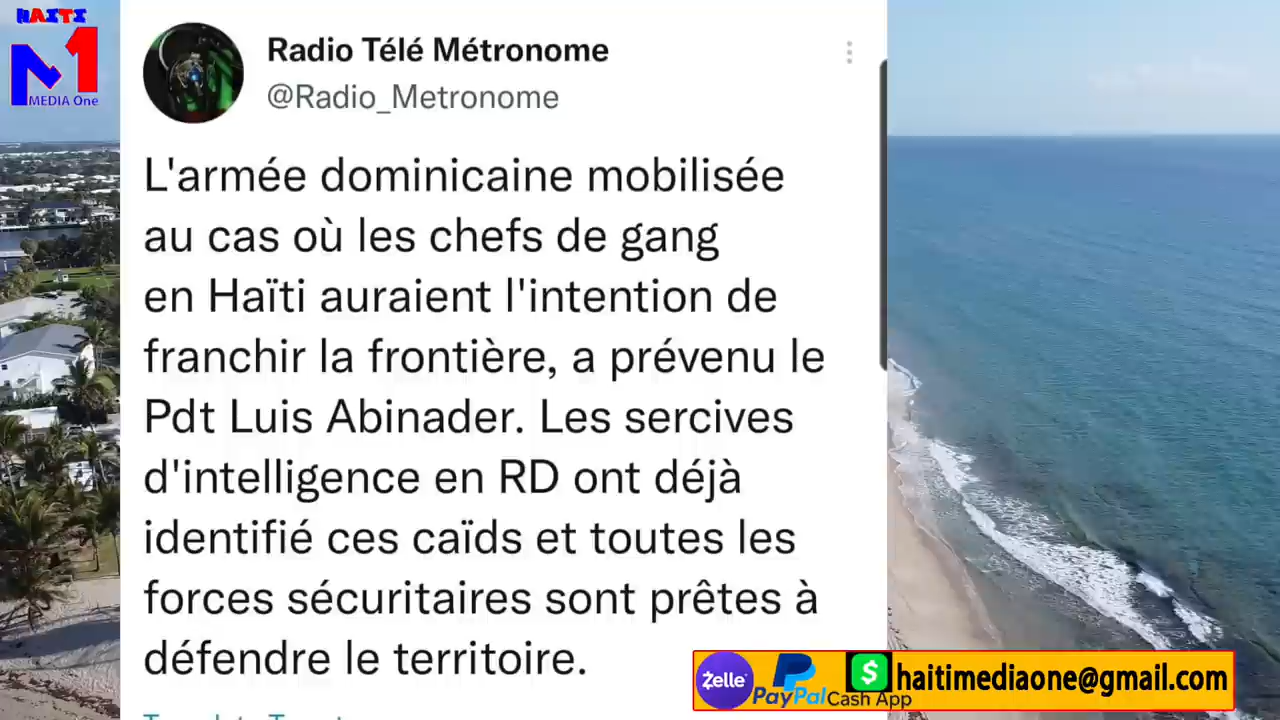 HAITI
M1
MEDIA One
Radio Télé Métronome
@Radio_Metronome
L'armée dominicaine mobilisée
au cas où les chefs de gang
en Haïti auraient l'intention de
franchir la frontière, a prévenu le
Pdt Luis Abinader. Les sercives
d'intelligence en RD ont déjà
identifié ces caïds et toutes les
forces sécuritaires sont prêtes à
défendre le territoire.
Zelle
PayPal
$
Cash App
haitimediaone@gmail.com